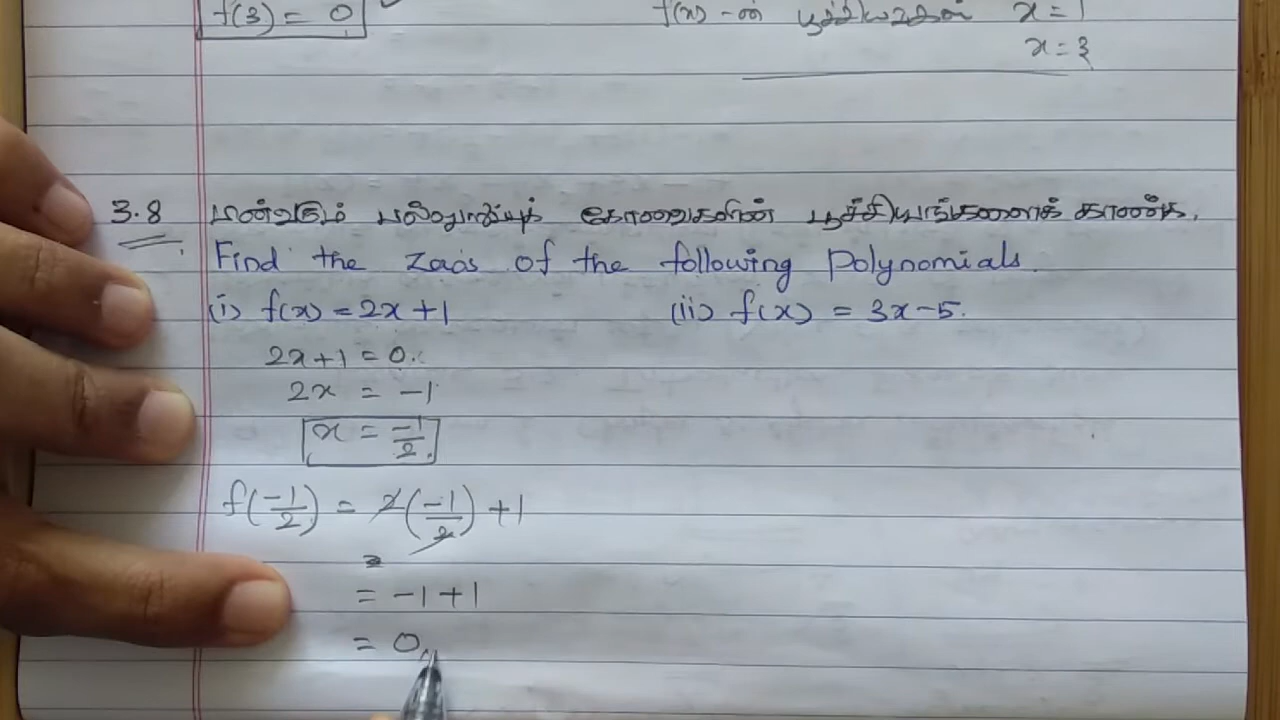 f(3) = 0
f(x) - ன் பூச்சியங்கள் x = 1
x = 3
3.8 பின்வரும் பல்லுறுப்புக் கோவைகளின் பூச்சியங்களைக் காண்க.
Find the Zeros of the following Polynomials.
(i) f(x) = 2x + 1 (ii) f(x) = 3x - 5.
2x + 1 = 0.
2x = -1
x = -1/2
f(-1/2) = 2(-1/2) + 1
= -1 + 1
= 0